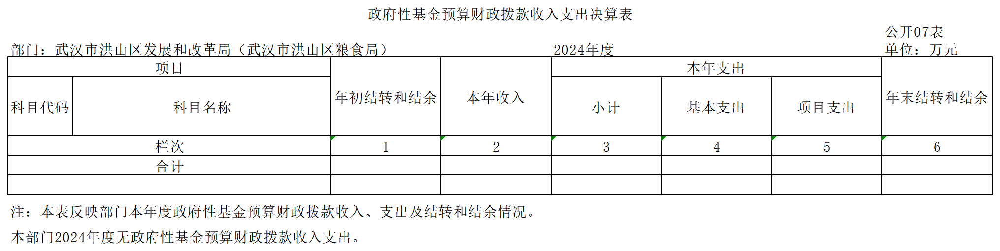 政府性基金预算财政拨款收入支出决算表
公开07表
部门：武汉市洪山区发展和改革局（武汉市洪山区粮食局） 2024年度 单位：万元
项目 年初结转和结余 本年收入 本年支出 年末结转和结余
科目代码 科目名称 小计 基本支出 项目支出
栏次 1 2 3 4 5 6
合计
注：本表反映部门本年度政府性基金预算财政拨款收入、支出及结转和结余情况。
本部门2024年度无政府性基金预算财政拨款收入支出。